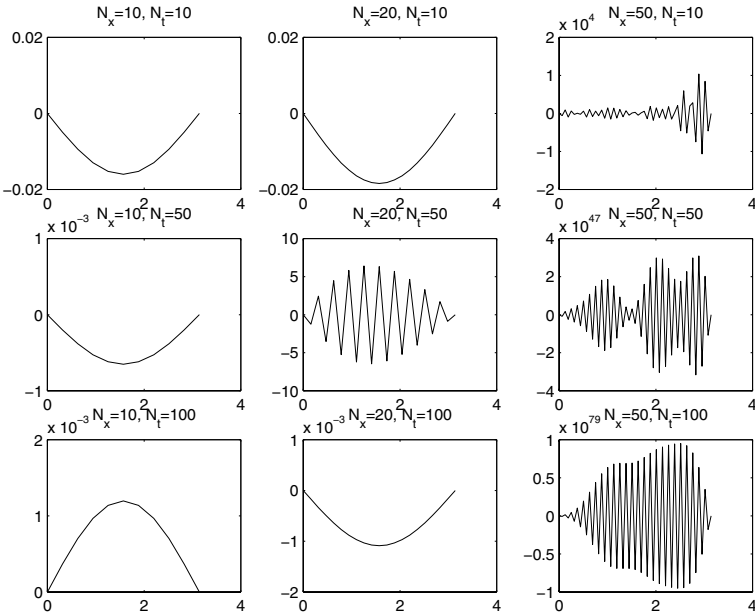 N_x=10, N_t=10
0.02
0
−0.02
0 2 4
N_x=20, N_t=10
0.02
0
−0.02
0 2 4
x 10^4
N_x=50, N_t=10
2
1
0
−1
−2
0 2 4
x 10^−3
N_x=10, N_t=50
1
0
−1
0 2 4
N_x=20, N_t=50
10
5
0
−5
−10
0 2 4
x 10^47
N_x=50, N_t=50
4
2
0
−2
−4
0 2 4
x 10^−3
N_x=10, N_t=100
2
1
0
0 2 4
x 10^−3
N_x=20, N_t=100
1
0
−1
−2
0 2 4
x 10^79
N_x=50, N_t=100
1
0.5
0
−0.5
−1
0 2 4